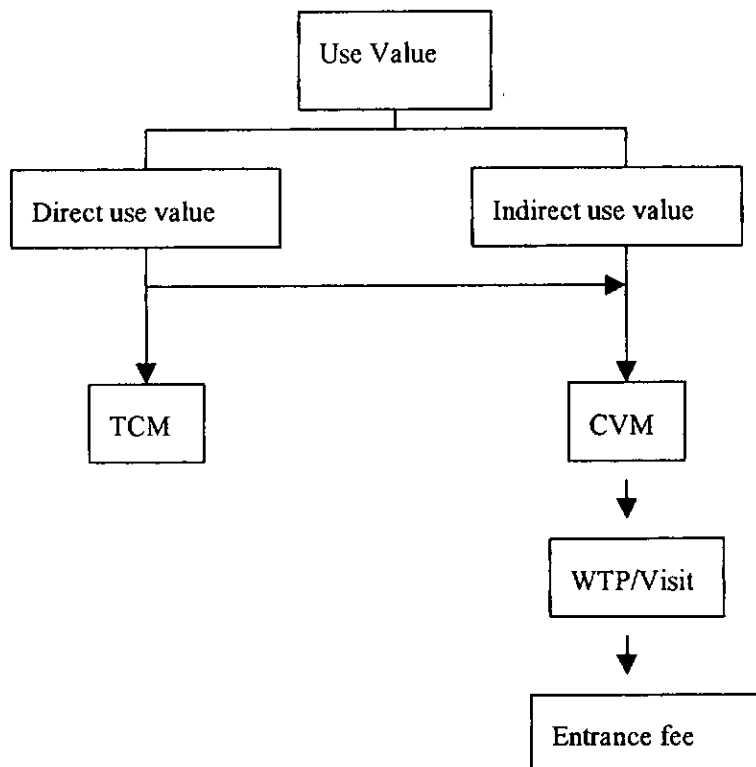 Use Value
Direct use value
Indirect use value
TCM
CVM
WTP/Visit
Entrance fee